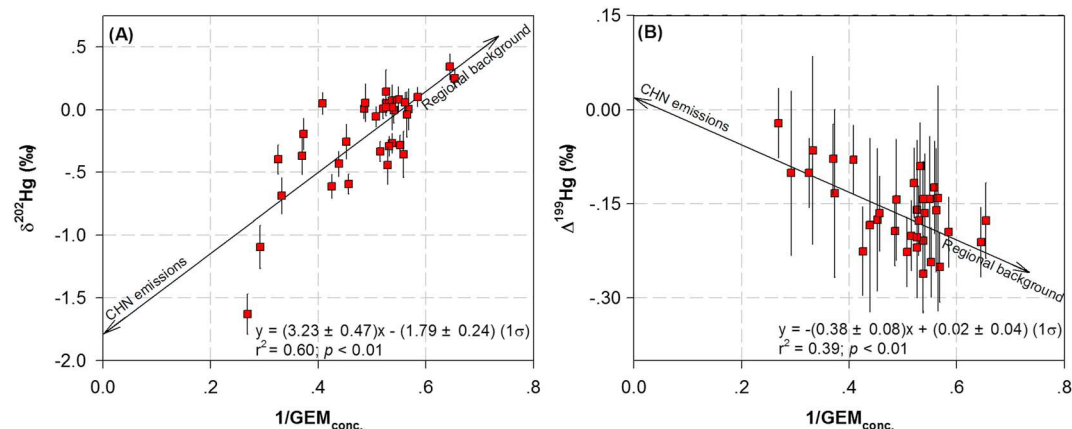 (A)
.5
0.0
-.5
-1.0
-1.5
-2.0
δ202Hg (‰)
CHN emissions
Regional background
y = (3.23 ± 0.47)x - (1.79 ± 0.24) (1σ)
r2 = 0.60; p < 0.01
0.0 .2 .4 .6 .8
1/GEMconc.
(B)
.15
0.00
-.15
-.30
Δ199Hg (‰)
CHN emissions
Regional background
y = -(0.38 ± 0.08)x + (0.02 ± 0.04) (1σ)
r2 = 0.39; p < 0.01
0.0 .2 .4 .6 .8
1/GEMconc.